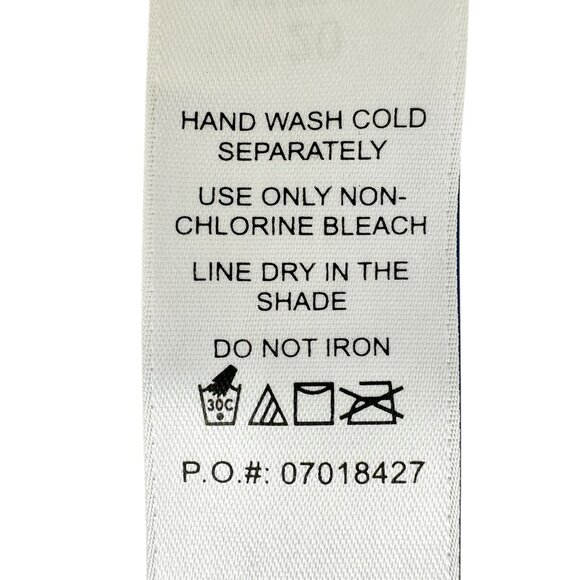 HAND WASH COLD
SEPARATELY
USE ONLY NON-
CHLORINE BLEACH
LINE DRY IN THE
SHADE
DO NOT IRON
30C
P.O.#: 07018427